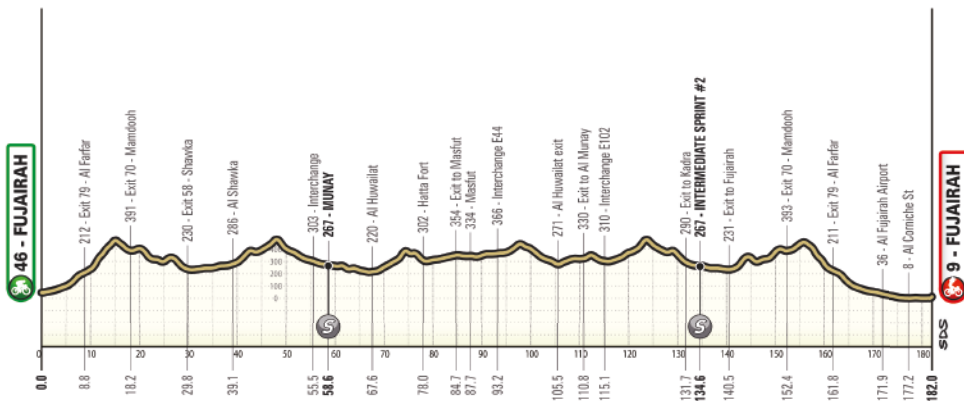 46 - FUJAIRAH
212 - Exit 79 - Al Farfar
391 - Exit 70 - Mamdooh
230 - Exit 58 - Shawka
286 - Al Shawka
303 - Interchange
267 - MUNAY
220 - Al Huwailat
302 - Hatta Fort
354 - Exit to Masfut
334 - Masfut
366 - Interchange E44
271 - Al Huwailat exit
330 - Exit to Al Munay
310 - Interchange E102
290 - Exit to Kadra
267 - INTERMEDIATE SPRINT #2
231 - Exit to Fujairah
393 - Exit 70 - Mamdooh
211 - Exit 79 - Al Farfar
36 - Al Fujairah Airport
8 - Al Corniche St
9 - FUJAIRAH
300
200
100
0
S
S
SDS
0 10 20 30 40 50 60 70 80 90 100 110 120 130 140 150 160 170 180
0.0 8.8 18.2 29.8 39.1 55.5 58.6 67.6 78.0 84.7 87.7 93.2 105.5 110.8 115.1 131.7 134.6 140.5 152.4 161.8 171.9 177.2 182.0